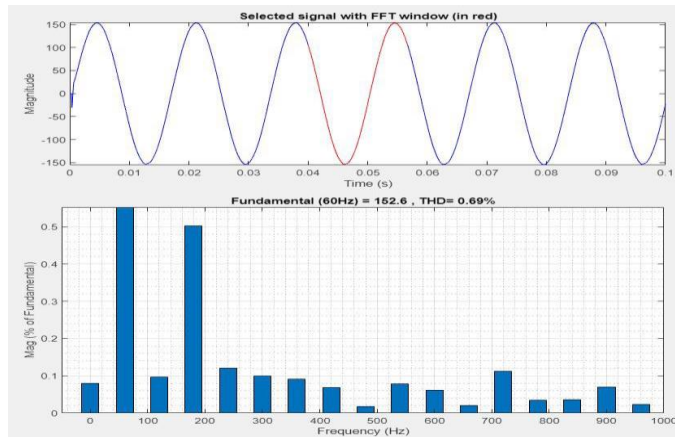 Selected signal with FFT window (in red)
150
100
50
0
-50
-100
-150
Magnitude
0 0.01 0.02 0.03 0.04 0.05 0.06 0.07 0.08 0.09 0.1
Time (s)
Fundamental (60Hz) = 152.6 , THD= 0.69%
0.5
0.4
0.3
0.2
0.1
0
Mag (% of Fundamental)
0 100 200 300 400 500 600 700 800 900 1000
Frequency (Hz)